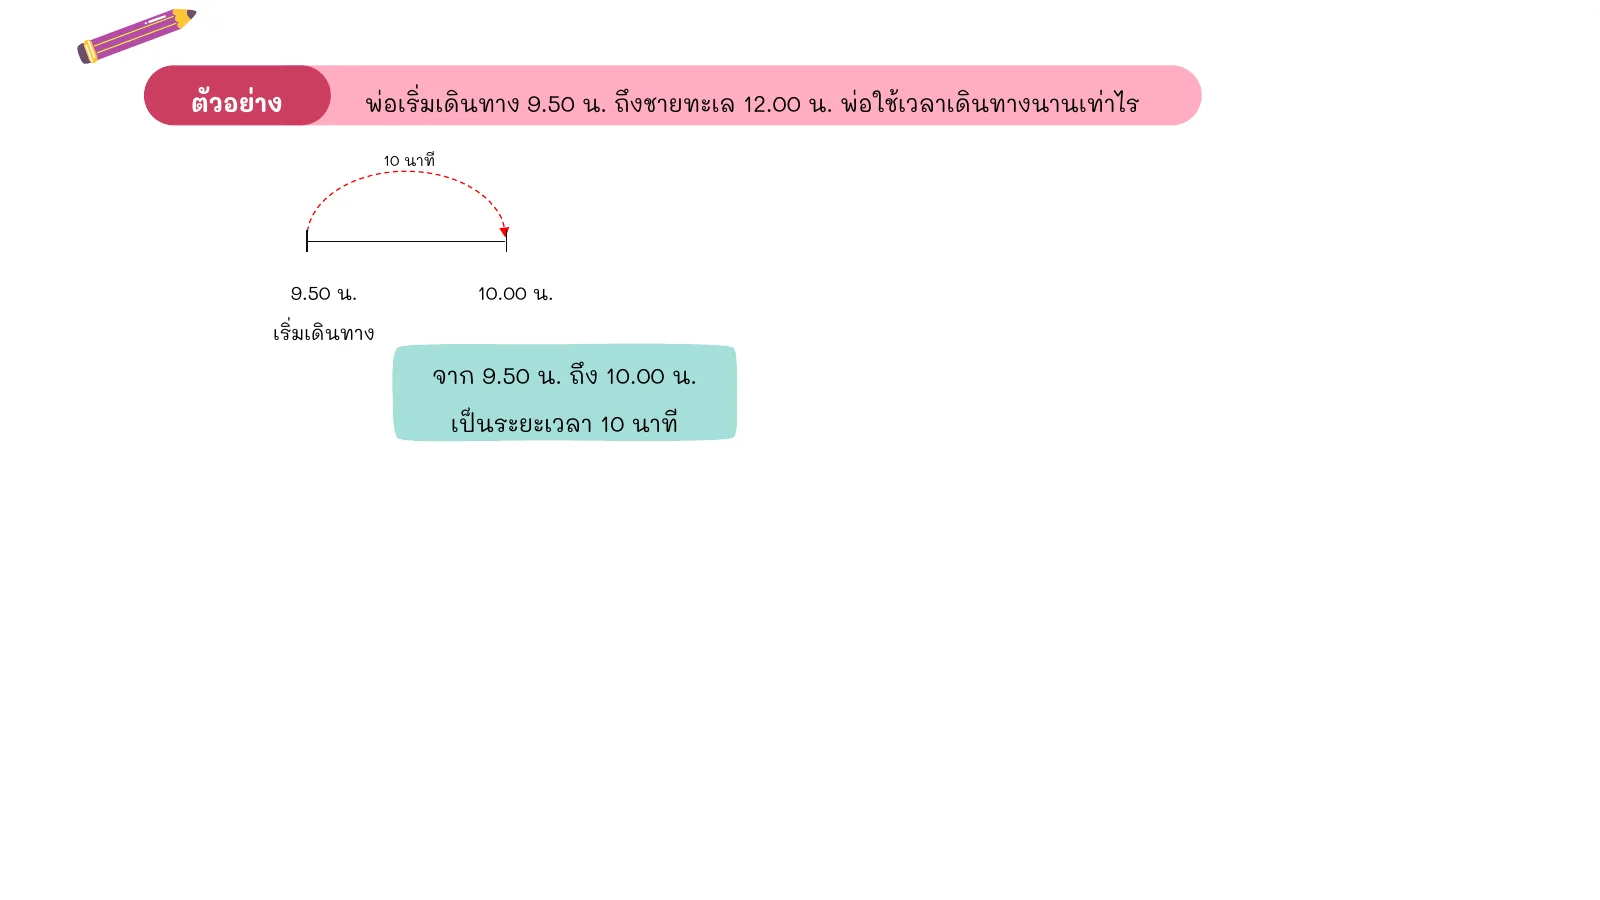 ตัวอย่าง พ่อเริ่มเดินทาง 9.50 น. ถึงชายทะเล 12.00 น. พ่อใช้เวลาเดินทางนานเท่าไร
10 นาที
9.50 น. 10.00 น.
เริ่มเดินทาง
จาก 9.50 น. ถึง 10.00 น.
เป็นระยะเวลา 10 นาที